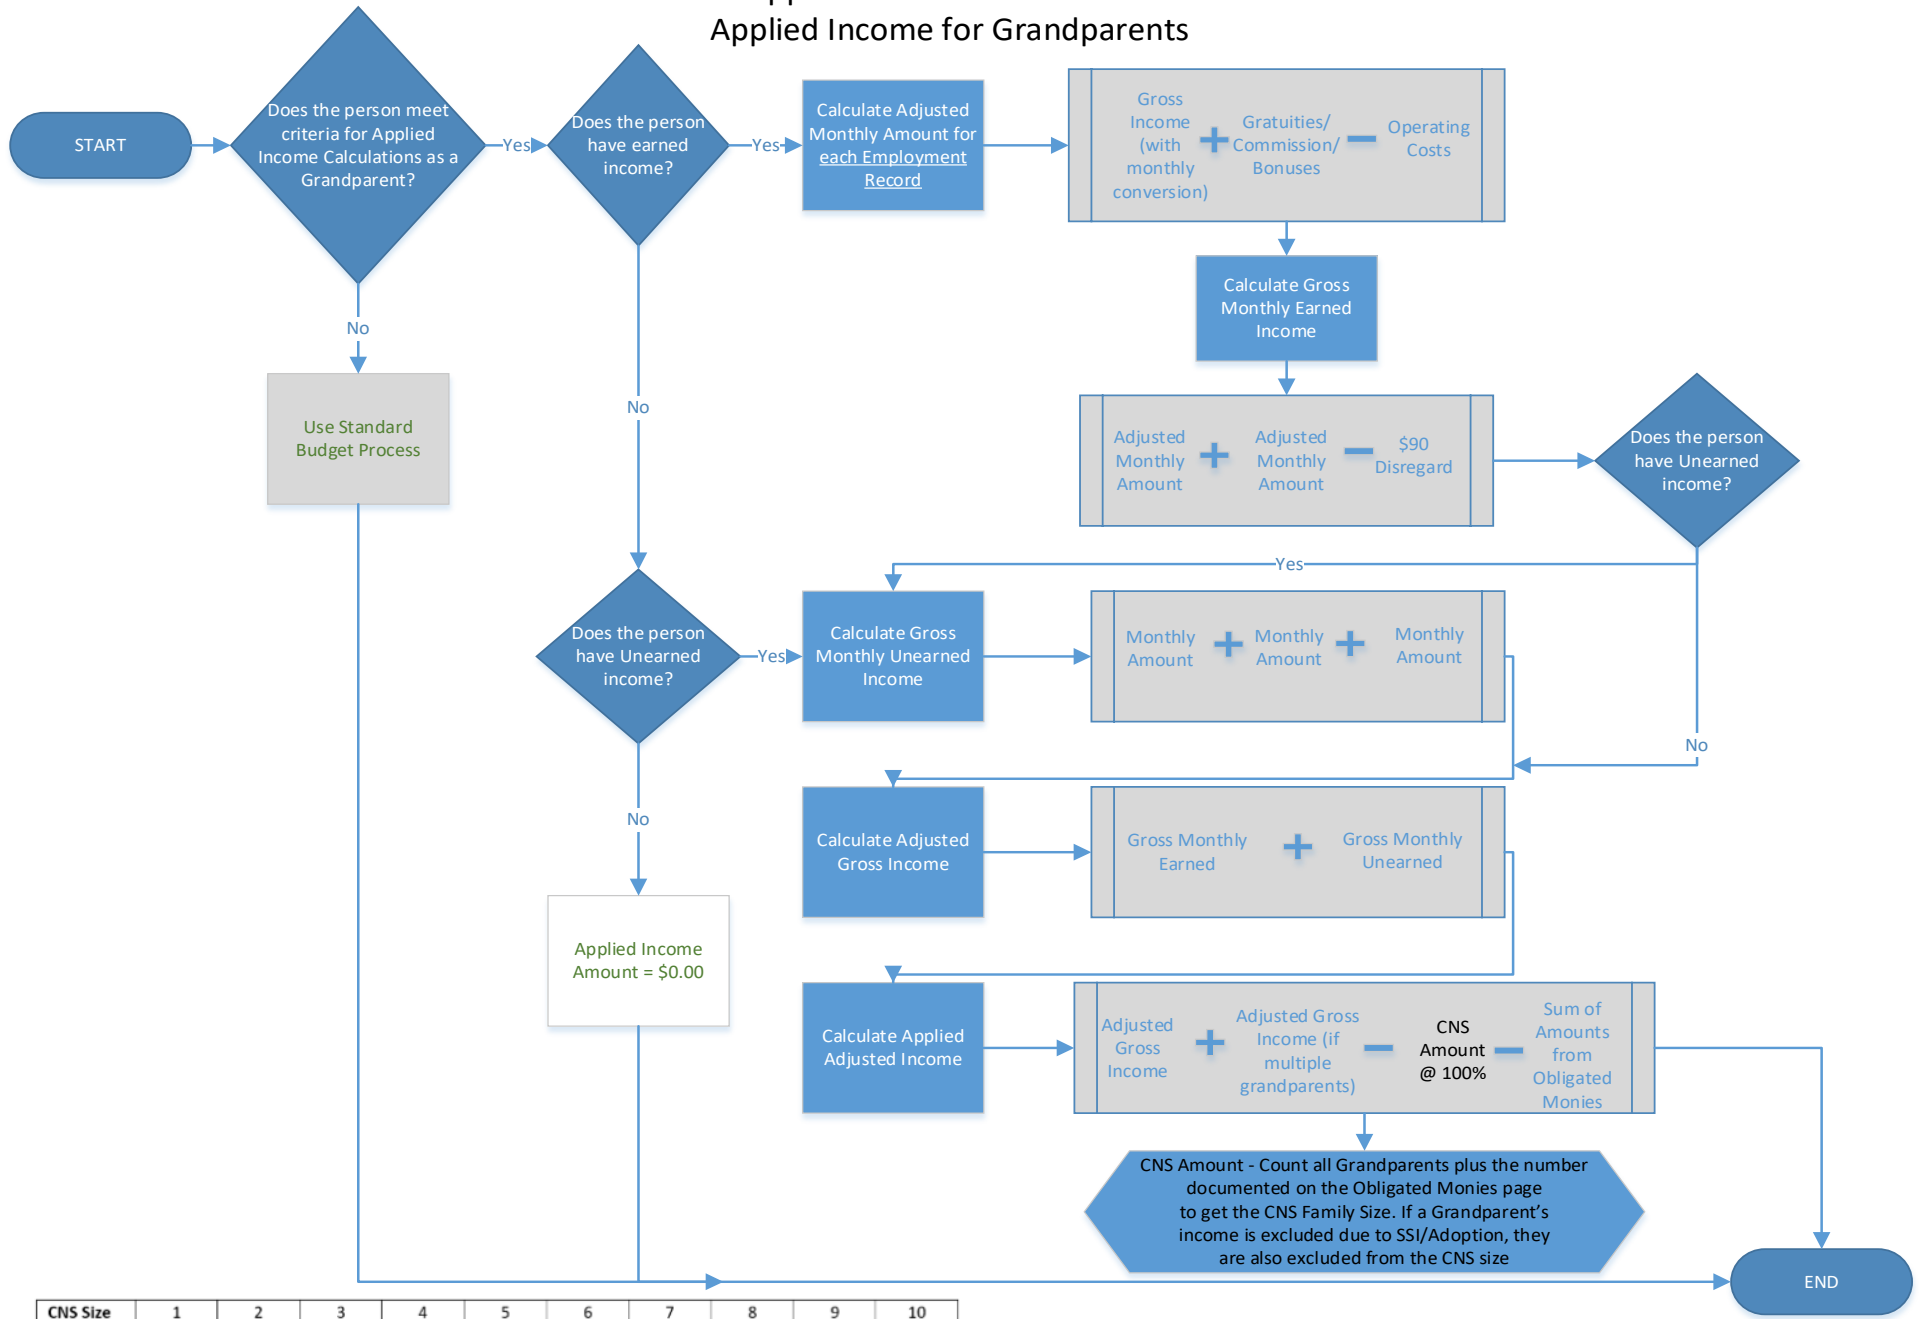 Applied Income for Grandparents
START
Does the person meet
criteria for Applied
Income Calculations as a
Grandparent?
Yes
Does the person
have earned
income?
Yes
Calculate Adjusted
Monthly Amount for
each Employment
Record
Gross
Income
(with
monthly
conversion)
+
Gratuities/
Commission/
Bonuses
−
Operating
Costs
Calculate Gross
Monthly Earned
Income
No
Use Standard
Budget Process
No
Adjusted
Monthly
Amount
+
Adjusted
Monthly
Amount
−
$90
Disregard
Does the person
have Unearned
income?
Yes
Does the person
have Unearned
income?
Yes
Calculate Gross
Monthly Unearned
Income
Monthly
Amount
+
Monthly
Amount
+
Monthly
Amount
No
No
Calculate Adjusted
Gross Income
Gross Monthly
Earned
+
Gross Monthly
Unearned
Applied Income
Amount = $0.00
Calculate Applied
Adjusted Income
Adjusted
Gross
Income
+
Adjusted Gross
Income (if
multiple
grandparents)
−
CNS
Amount
@ 100%
−
Sum of
Amounts
from
Obligated
Monies
CNS Amount - Count all Grandparents plus the number
documented on the Obligated Monies page
to get the CNS Family Size. If a Grandparent’s
income is excluded due to SSI/Adoption, they
are also excluded from the CNS size
END
CNS Size 1 2 3 4 5 6 7 8 9 10